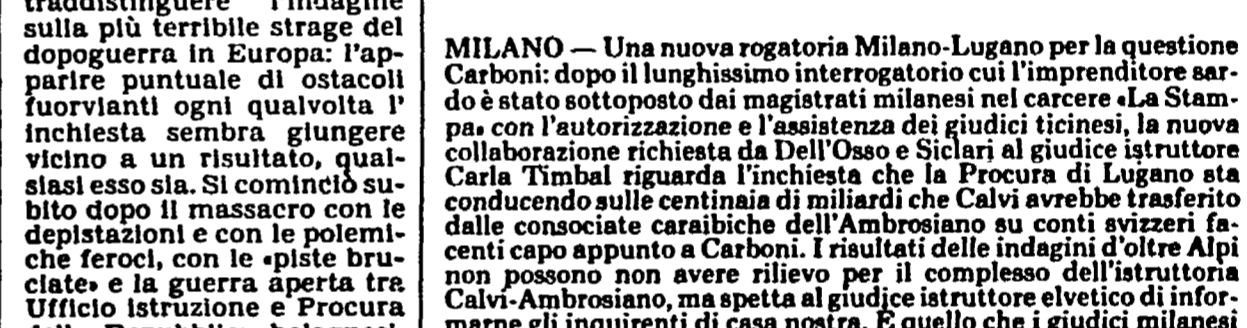 traddistinguere l'indagine
sulla più terribile strage del
dopoguerra in Europa: l'ap-
parire puntuale di ostacoli
fuorvianti ogni qualvolta l'
inchiesta sembra giungere
vicino a un risultato, qual-
siasi esso sia. Si cominciò su-
bito dopo il massacro con le
depistazioni e con le polemi-
che feroci, con le «piste bru-
ciate» e la guerra aperta tra
Ufficio istruzione e Procura
della Repubblica bolognesi.
MILANO — Una nuova rogatoria Milano-Lugano per la questione
Carboni: dopo il lunghissimo interrogatorio cui l'imprenditore sar-
do è stato sottoposto dai magistrati milanesi nel carcere «La Stam-
pa» con l'autorizzazione e l'assistenza dei giudici ticinesi, la nuova
collaborazione richiesta da Dell'Osso e Siclari al giudice istruttore
Carla Timbal riguarda l'inchiesta che la Procura di Lugano sta
conducendo sulle centinaia di miliardi che Calvi avrebbe trasferito
dalle consociate caraibiche dell'Ambrosiano su conti svizzeri fa-
centi capo appunto a Carboni. I risultati delle indagini d'oltre Alpi
non possono non avere rilievo per il complesso dell'istruttoria
Calvi-Ambrosiano, ma spetta al giudice istruttore elvetico di infor-
marne gli inquirenti di casa nostra. È quello che i giudici milanesi